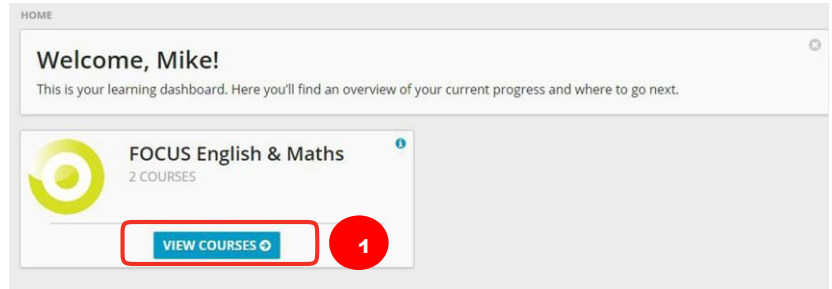 HOME
Welcome, Mike!
This is your learning dashboard. Here you'll find an overview of your current progress and where to go next.
FOCUS English & Maths
2 COURSES
VIEW COURSES
1